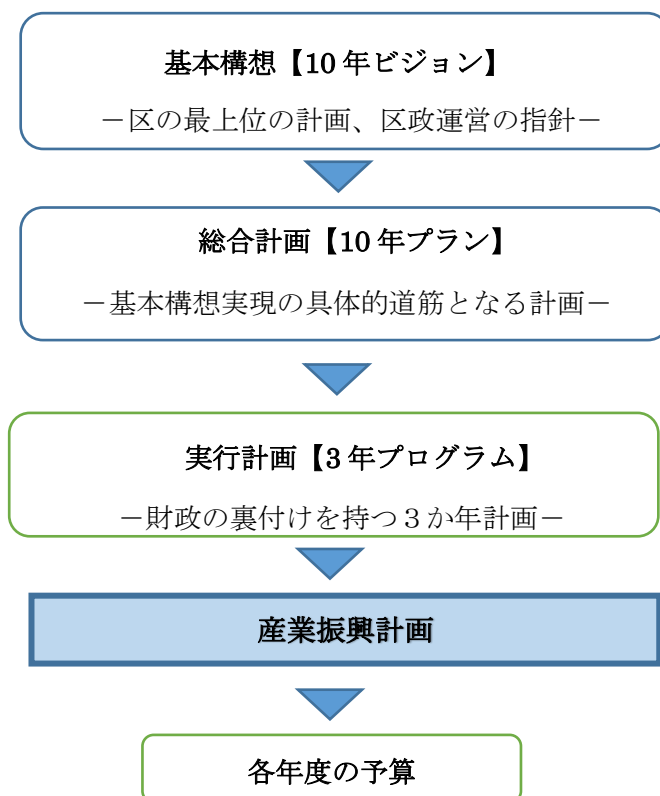 基本構想【10年ビジョン】
－区の最上位の計画、区政運営の指針－
総合計画【10年プラン】
－基本構想実現の具体的道筋となる計画－
実行計画【3年プログラム】
－財政の裏付けを持つ３か年計画－
産業振興計画
各年度の予算